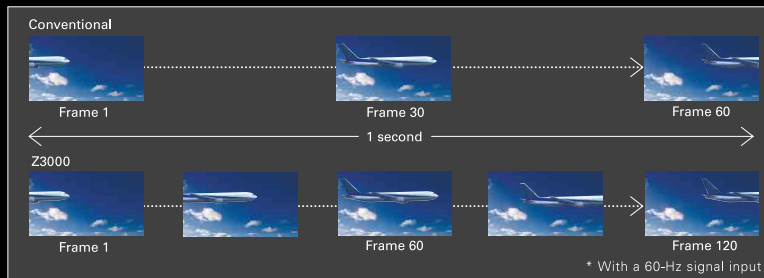 Conventional
Frame 1
Frame 30
Frame 60
1 second
Z3000
Frame 1
Frame 60
Frame 120
* With a 60-Hz signal input